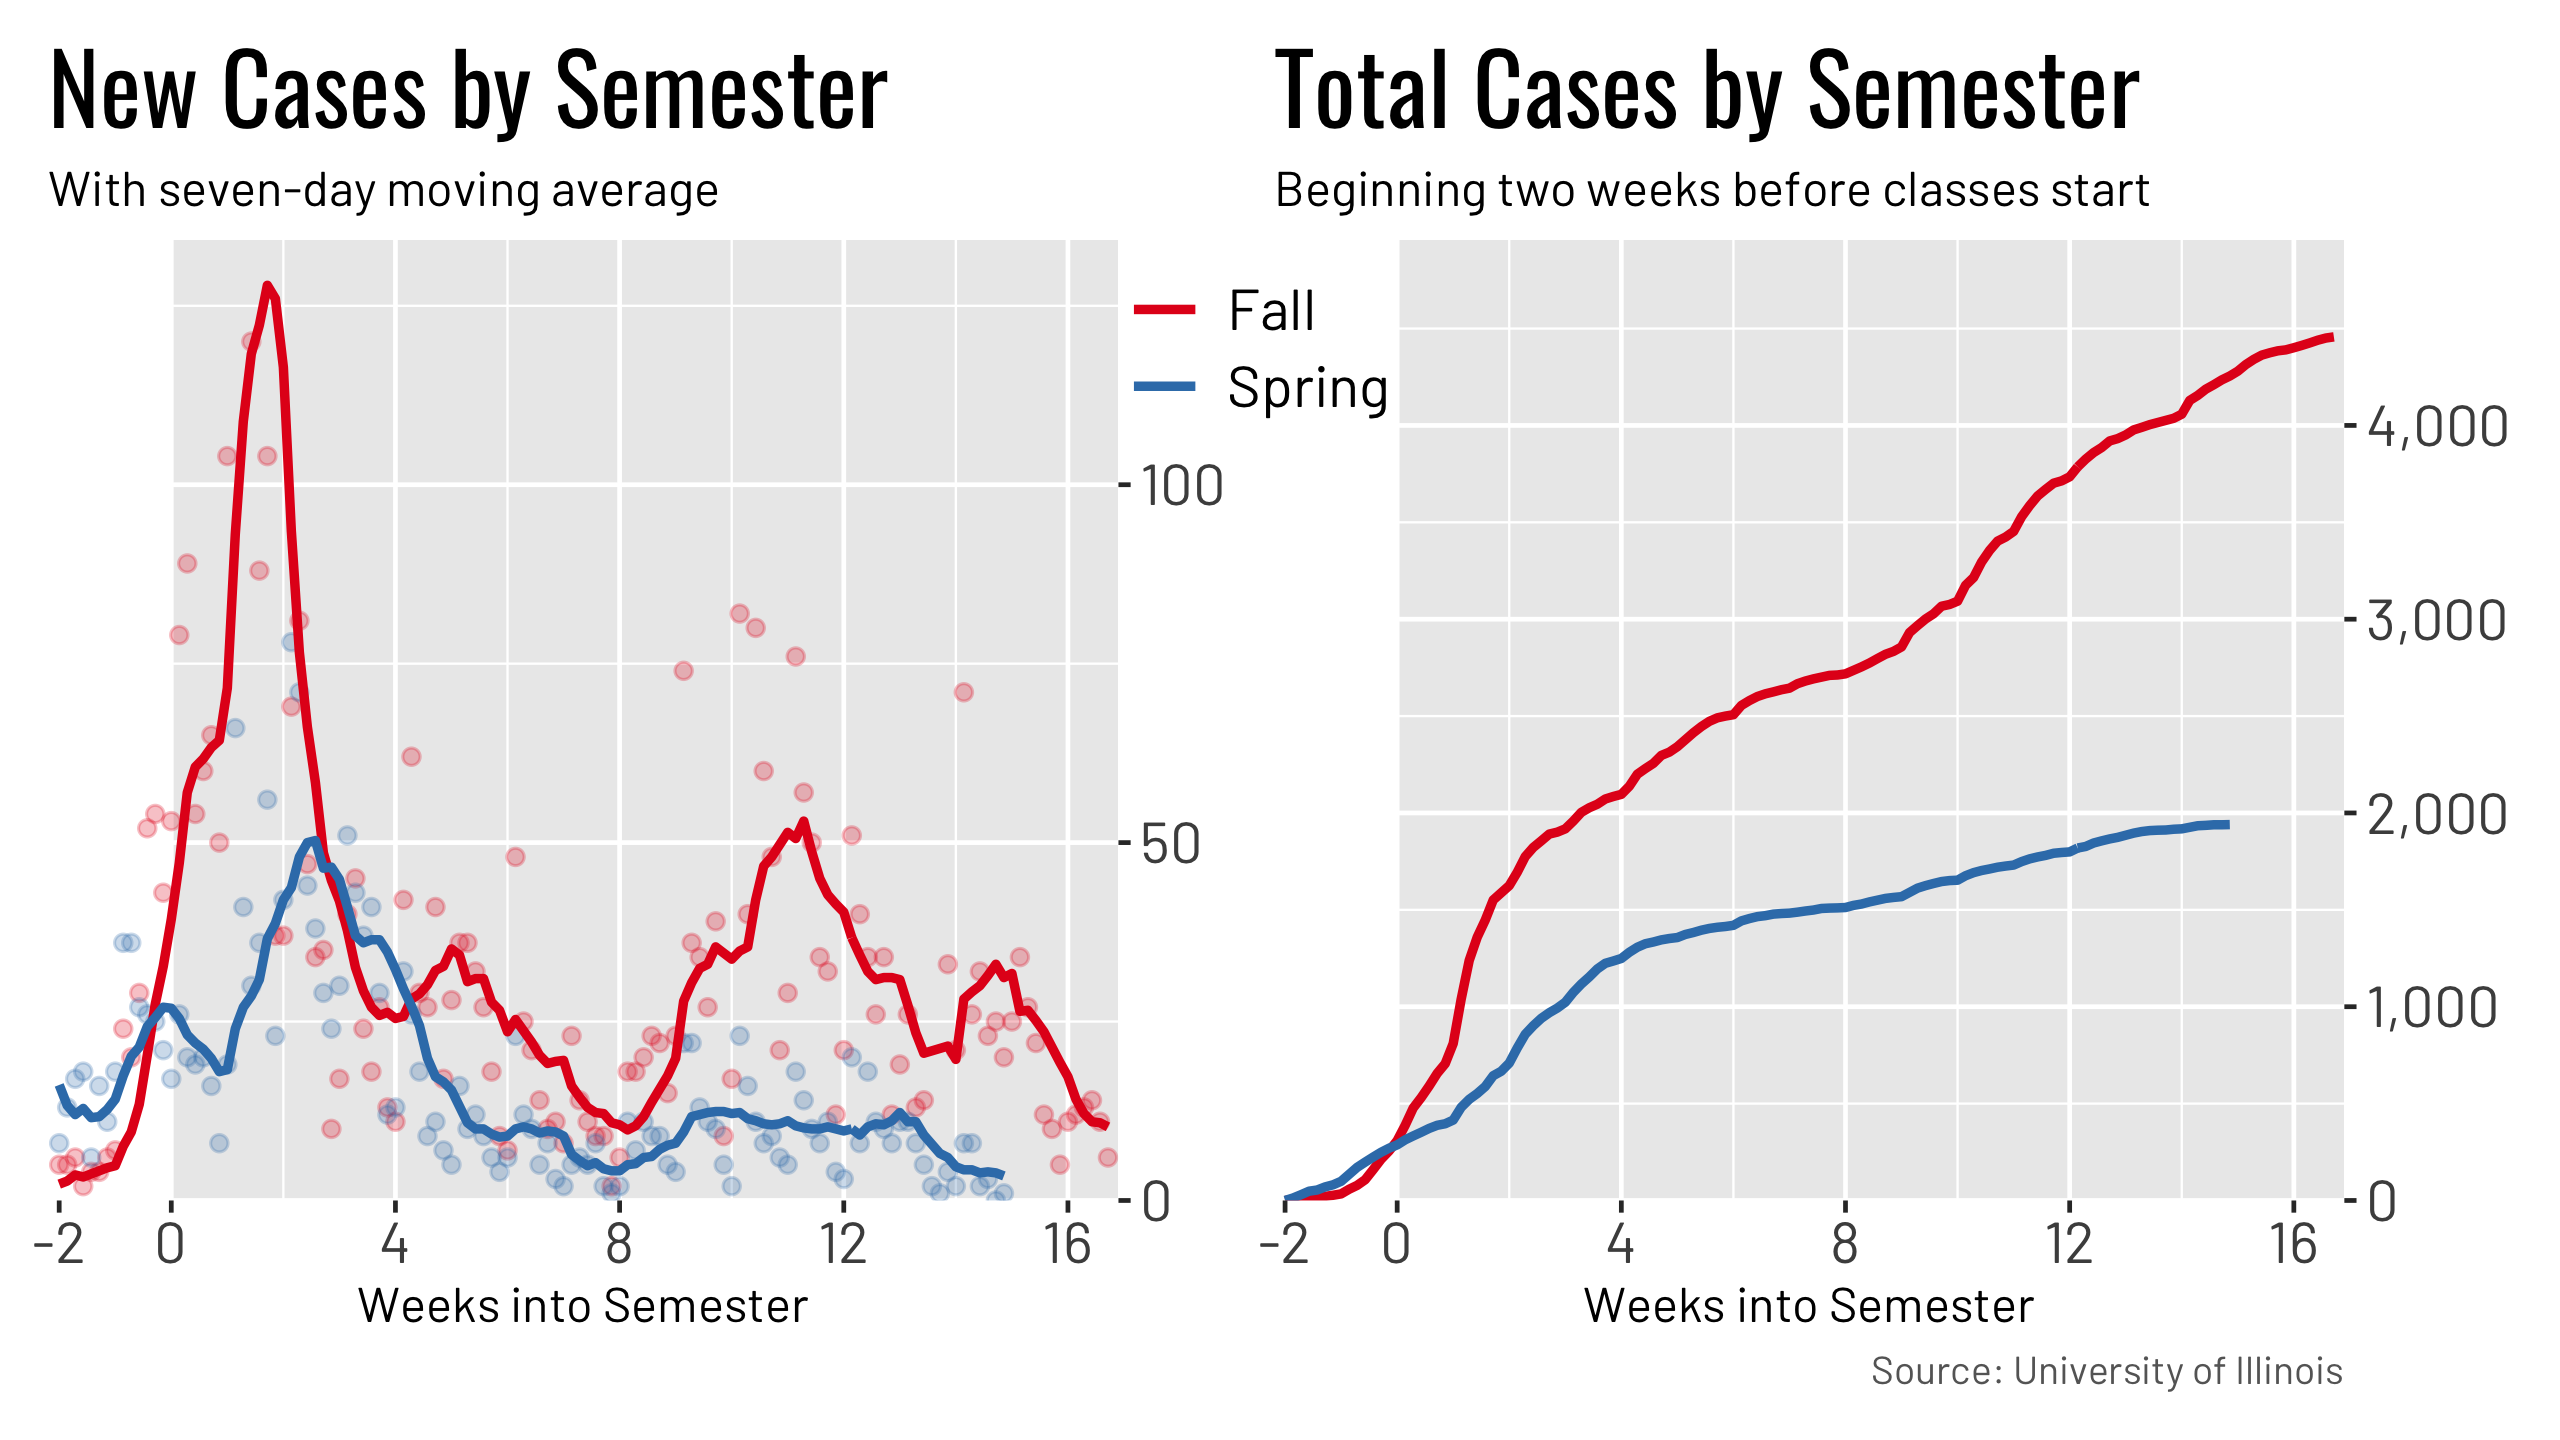 New Cases by Semester
With seven-day moving average
100
50
0
-2 0 4 8 12 16
Weeks into Semester
Fall
Spring
Total Cases by Semester
Beginning two weeks before classes start
4,000
3,000
2,000
1,000
0
-2 0 4 8 12 16
Weeks into Semester
Source: University of Illinois